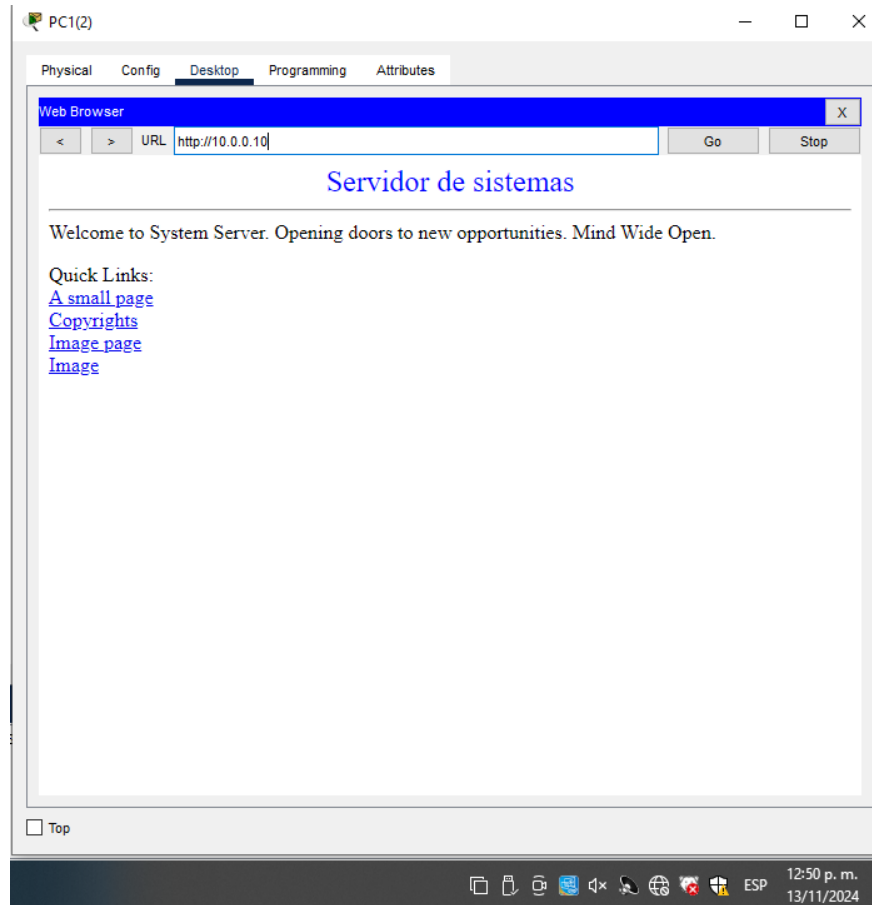 PC1(2)
Physical Config Desktop Programming Attributes
Web Browser X
< > URL http://10.0.0.10 Go Stop
Servidor de sistemas
Welcome to System Server. Opening doors to new opportunities. Mind Wide Open.
Quick Links:
A small page
Copyrights
Image page
Image
Top
ESP 12:50 p. m.
13/11/2024